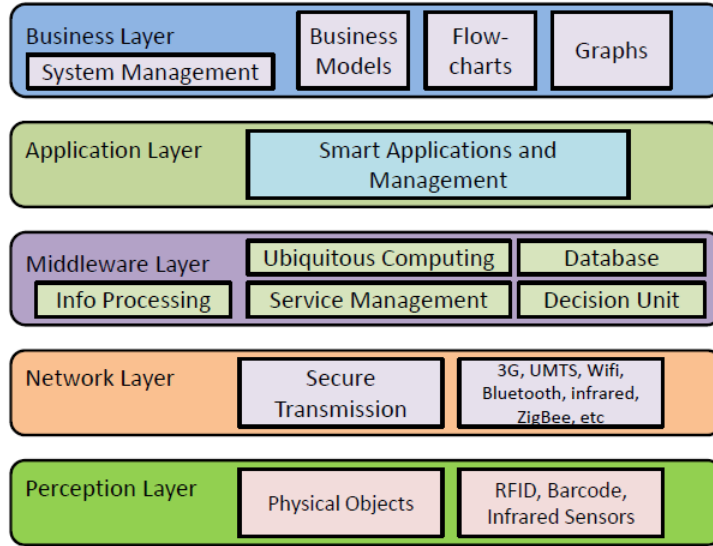 Business Layer
System Management
Business
Models
Flow-
charts
Graphs
Application Layer
Smart Applications and
Management
Middleware Layer
Ubiquitous Computing
Database
Info Processing
Service Management
Decision Unit
Network Layer
Secure
Transmission
3G, UMTS, Wifi,
Bluetooth, infrared,
ZigBee, etc
Perception Layer
Physical Objects
RFID, Barcode,
Infrared Sensors